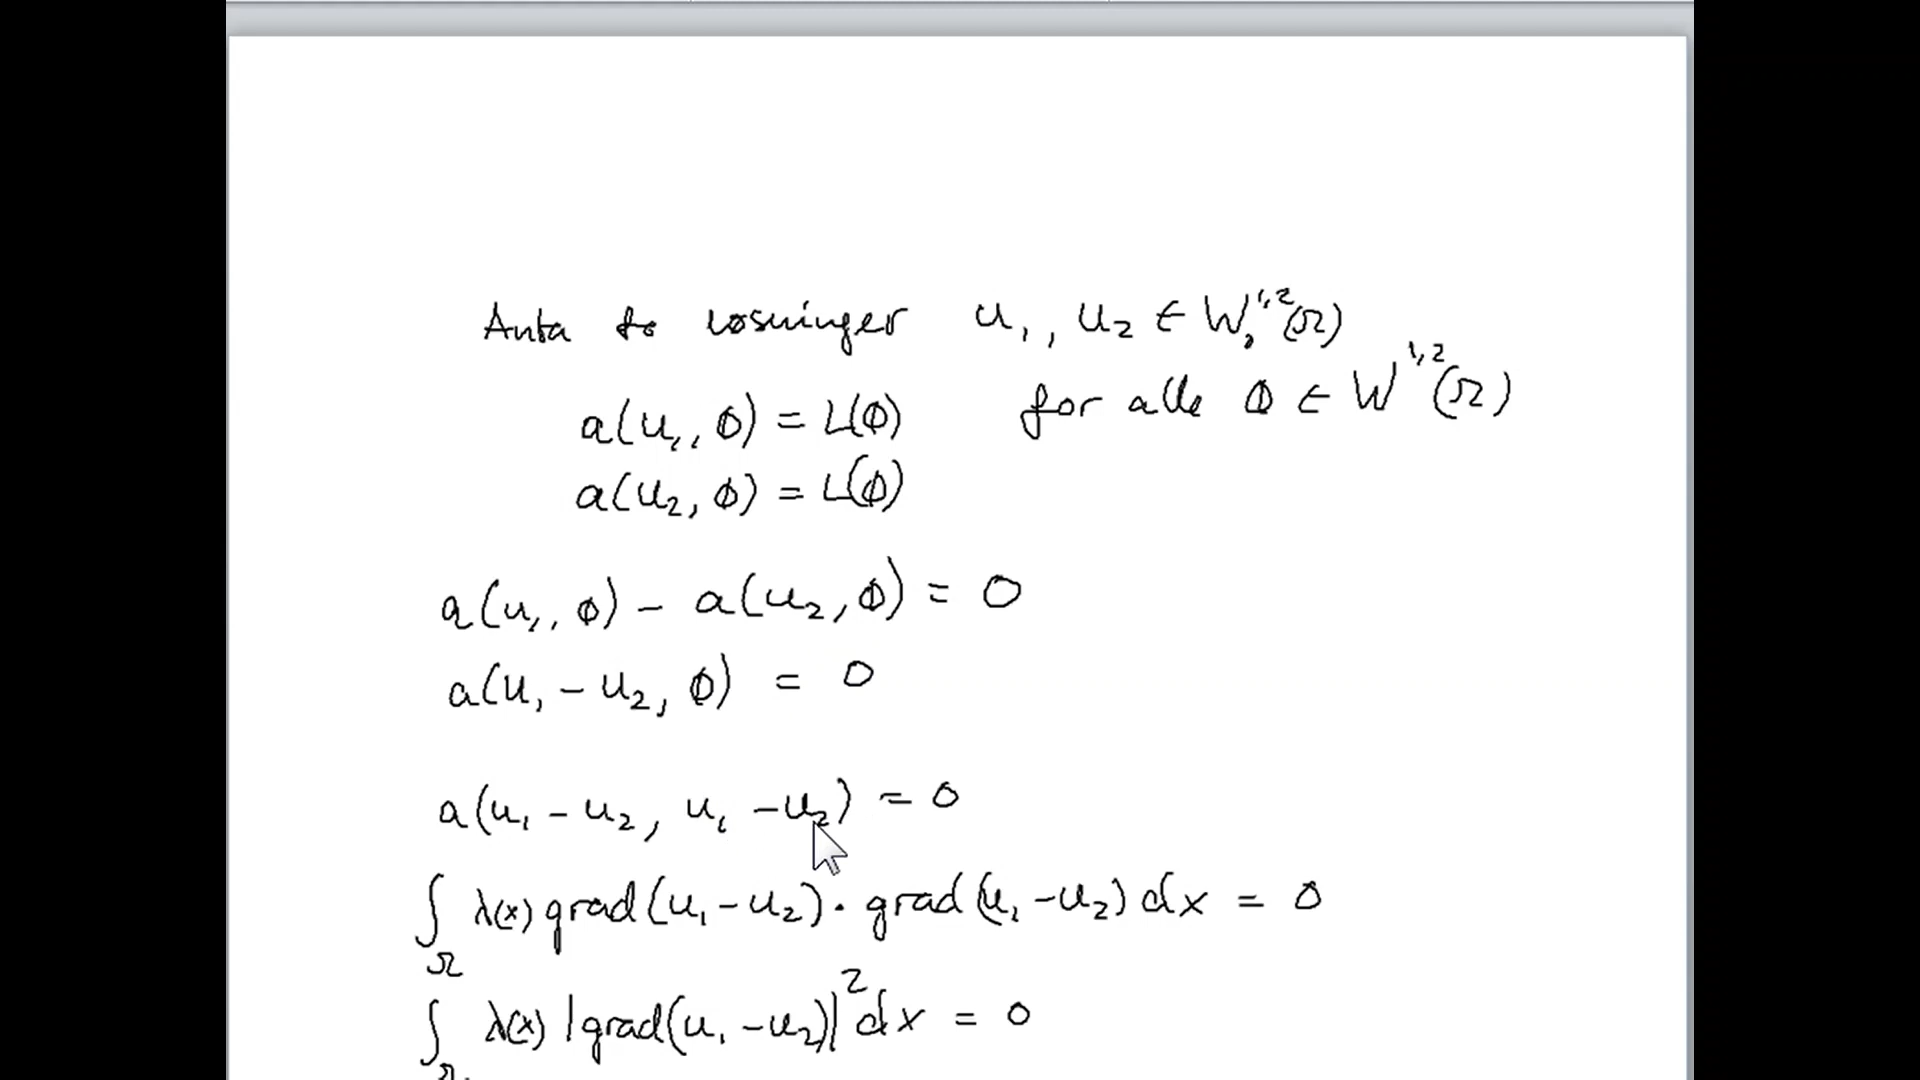 Anta to løsninger u₁, u₂ ∈ W₀^{1,2}(Ω)
a(u₁, φ) = L(φ) for alle φ ∈ W^{1,2}(Ω)
a(u₂, φ) = L(φ)
a(u₁, φ) − a(u₂, φ) = 0
a(u₁ − u₂, φ) = 0
a(u₁ − u₂, u₁ − u₂) = 0
∫_Ω λ(x) grad(u₁ − u₂) · grad(u₁ − u₂) dx = 0
∫_Ω λ(x) |grad(u₁ − u₂)|² dx = 0